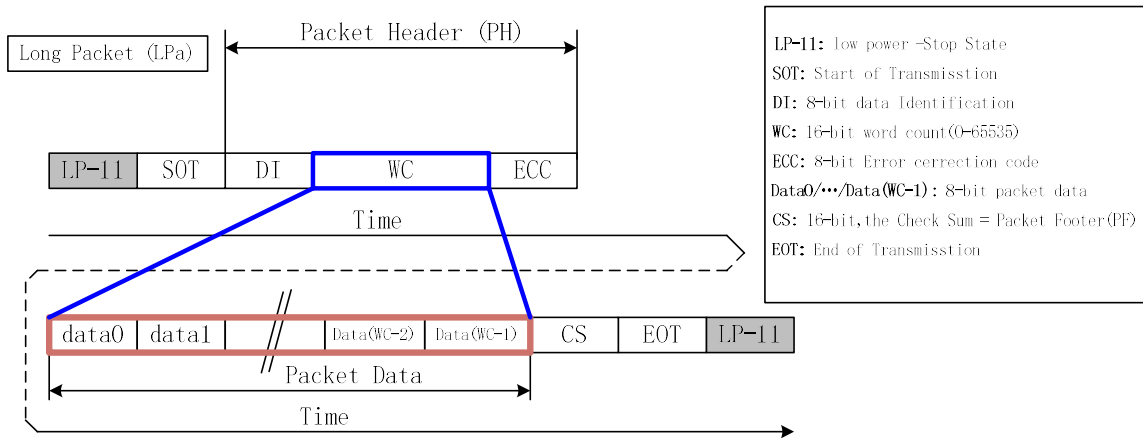 Packet Header (PH)
Long Packet (LPa)
LP-11 SOT DI WC ECC
Time
data0 data1 Data(WC-2) Data(WC-1) CS EOT LP-11
Packet Data
Time
LP-11: low power -Stop State
SOT: Start of Transmisstion
DI: 8-bit data Identification
WC: 16-bit word count(0-65535)
ECC: 8-bit Error cerrection code
Data0/···/Data(WC-1): 8-bit packet data
CS: 16-bit,the Check Sum = Packet Footer(PF)
EOT: End of Transmisstion